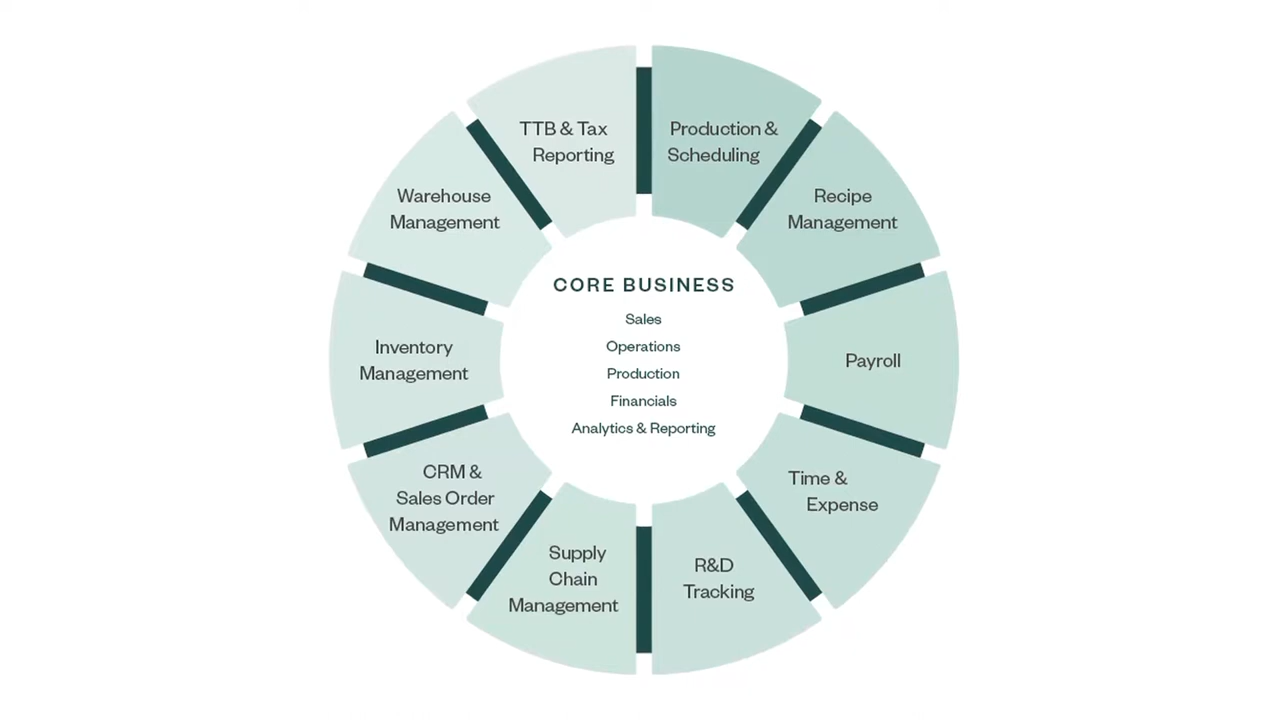 TTB & Tax
Reporting
Production &
Scheduling
Recipe
Management
Payroll
Time &
Expense
R&D
Tracking
Supply
Chain
Management
CRM &
Sales Order
Management
Inventory
Management
Warehouse
Management
CORE BUSINESS
Sales
Operations
Production
Financials
Analytics & Reporting